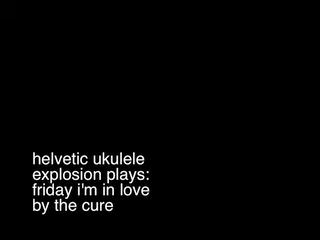 helvetic ukulele
explosion plays:
friday i'm in love
by the cure